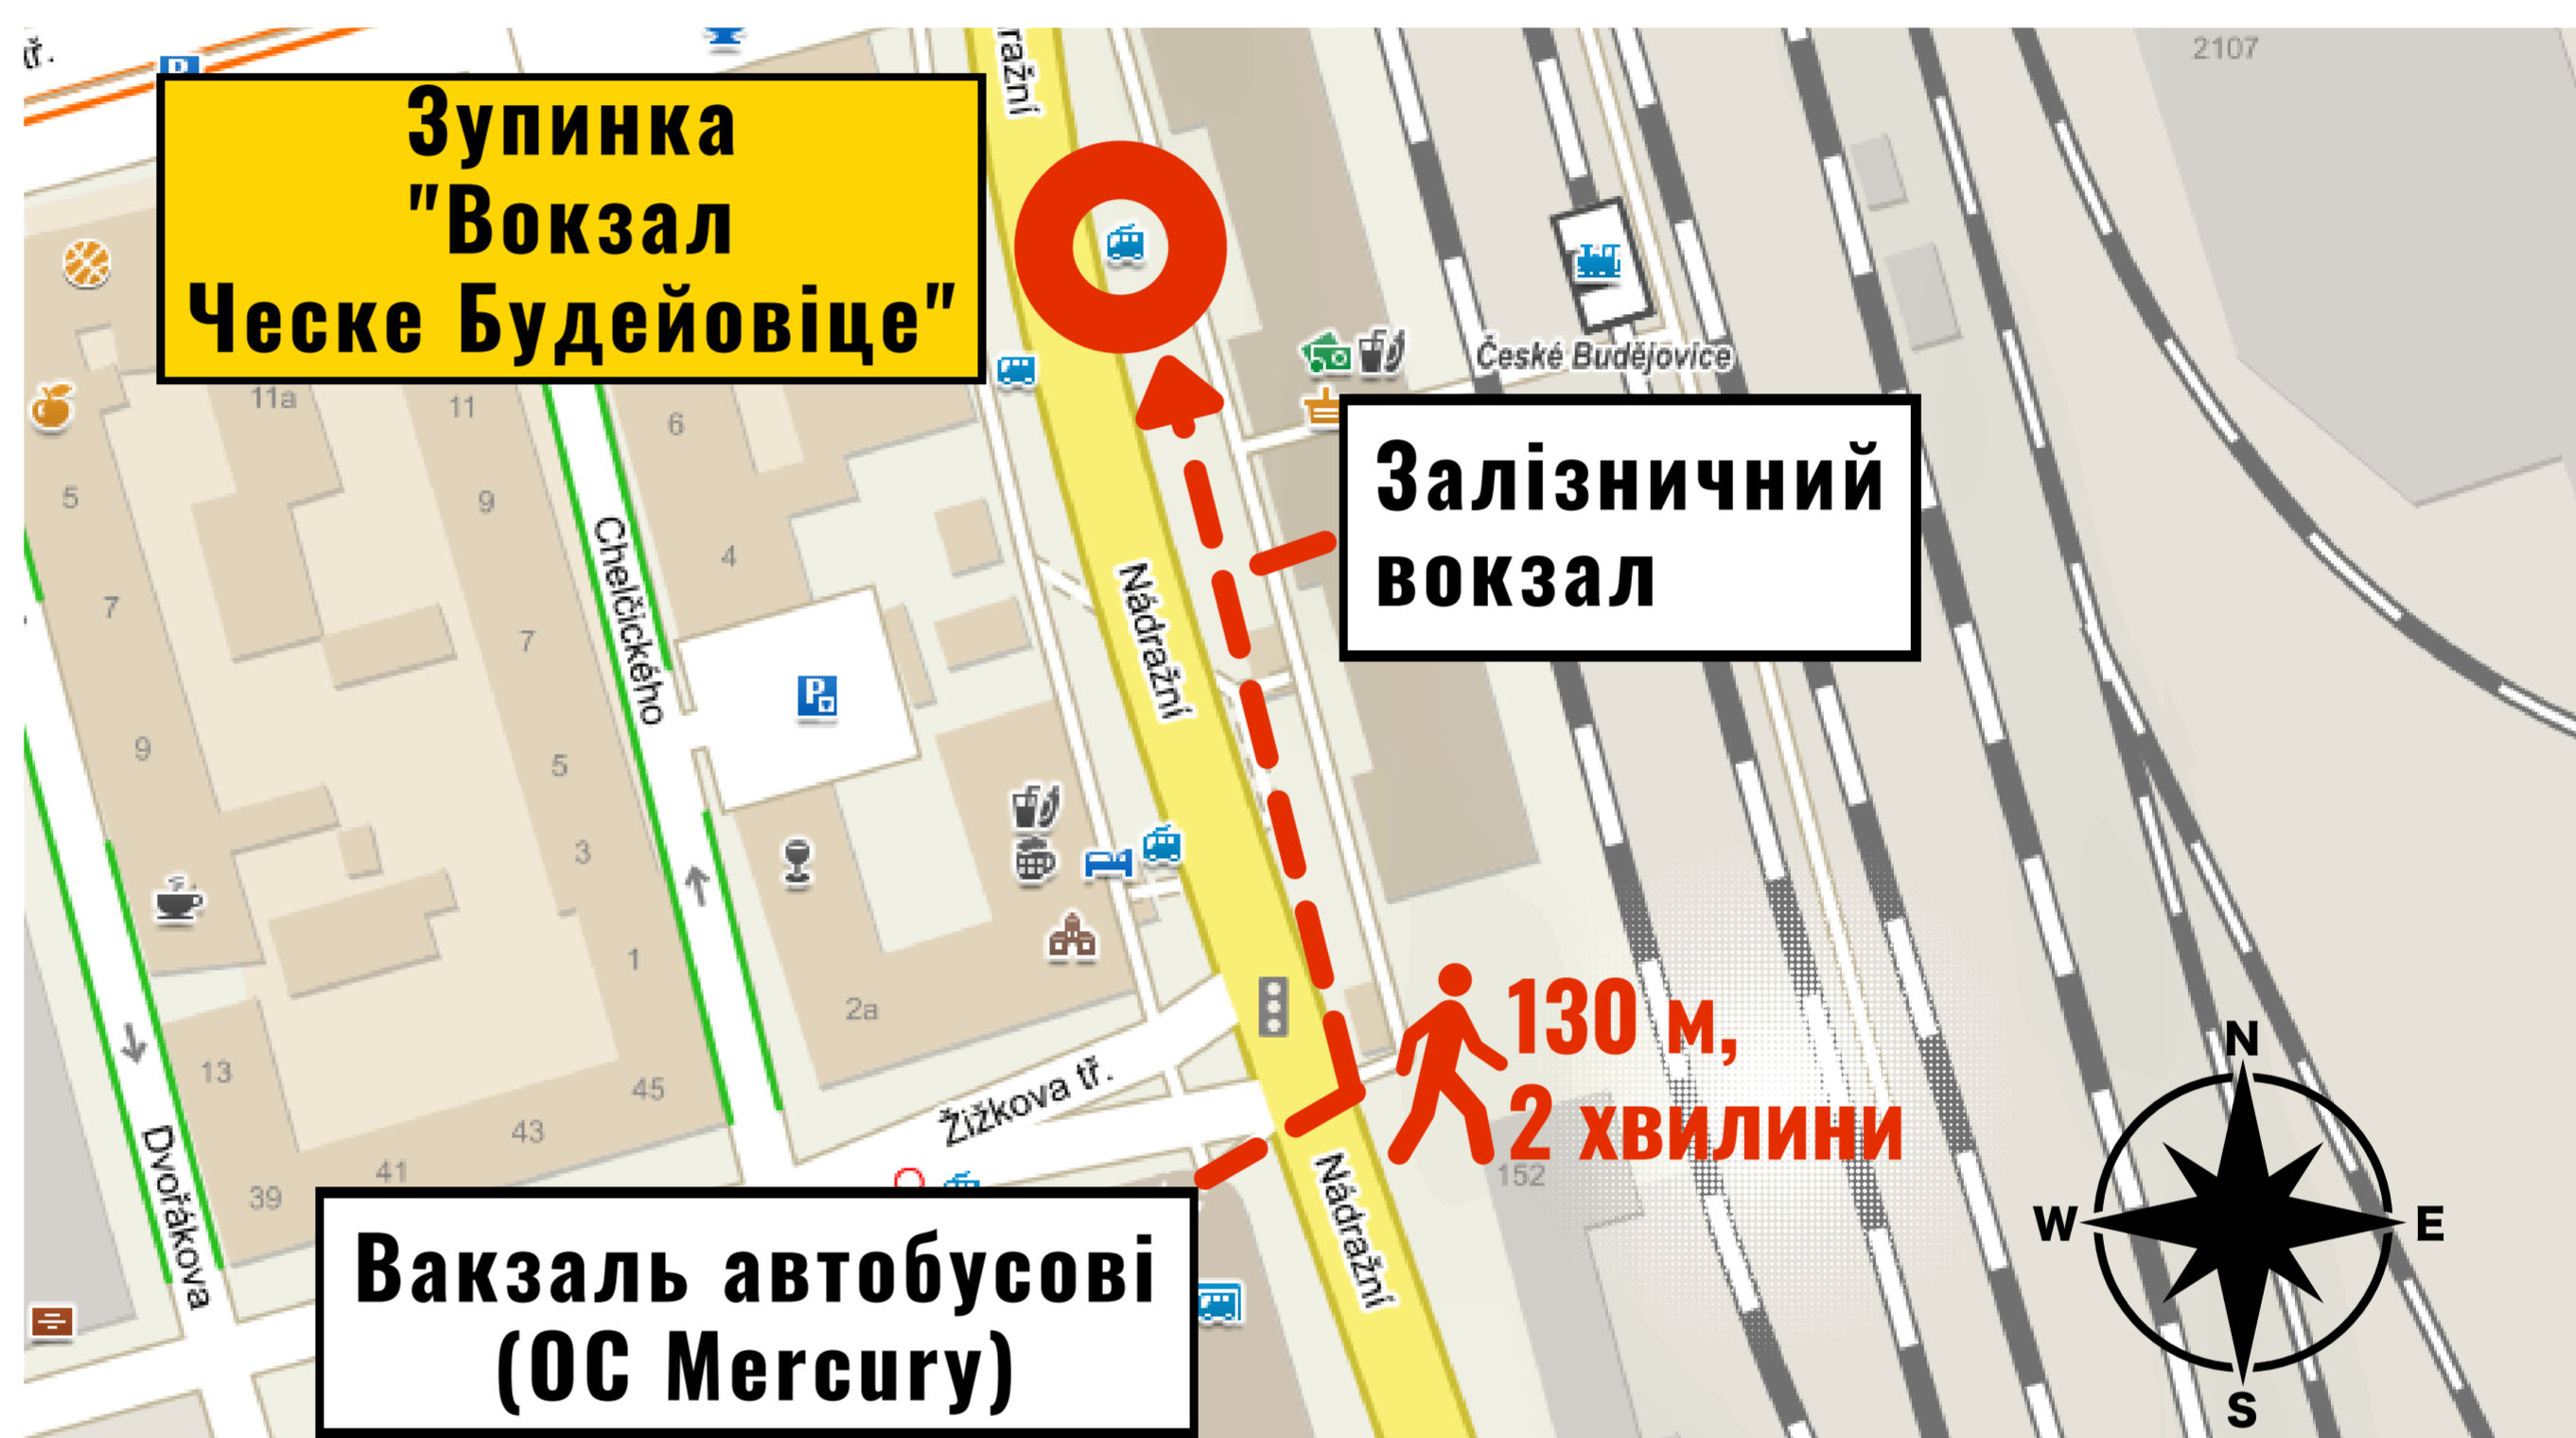 tř.
ražní
2107
Зупинка
"Вокзал
Ческе Будейовіце"
České Budějovice
11a
11
6
5
9
4
Залізничний
вокзал
Chelčického
Nádražní
7
7
P
9
5
3
1
2a
13
45
Žižkova tř.
130 м,
2 хвилини
43
41
39
152
Dvořákova
Nádražní
Вакзаль автобусові
(OC Mercury)
N
W
E
S